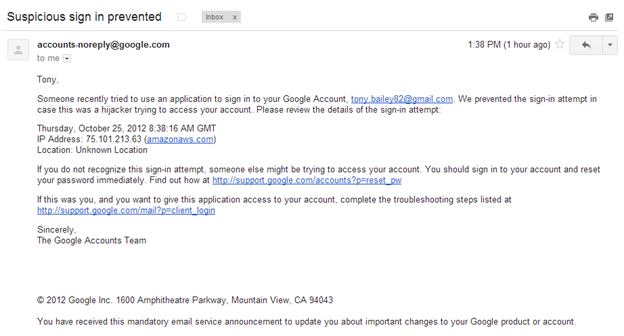 Suspicious sign in prevented
Inbox x
accounts-noreply@google.com
1:38 PM (1 hour ago)
to me
Tony,
Someone recently tried to use an application to sign in to your Google Account, tony.bailey82@gmail.com. We prevented the sign-in attempt in
case this was a hijacker trying to access your account. Please review the details of the sign-in attempt:
Thursday, October 25, 2012 8:38:16 AM GMT
IP Address: 75.101.213.63 (amazonaws.com)
Location: Unknown Location
If you do not recognize this sign-in attempt, someone else might be trying to access your account. You should sign in to your account and reset
your password immediately. Find out how at http://support.google.com/accounts?p=reset_pw
If this was you, and you want to give this application access to your account, complete the troubleshooting steps listed at
http://support.google.com/mail?p=client_login
Sincerely,
The Google Accounts Team
© 2012 Google Inc. 1600 Amphitheatre Parkway, Mountain View, CA 94043
You have received this mandatory email service announcement to update you about important changes to your Google product or account.